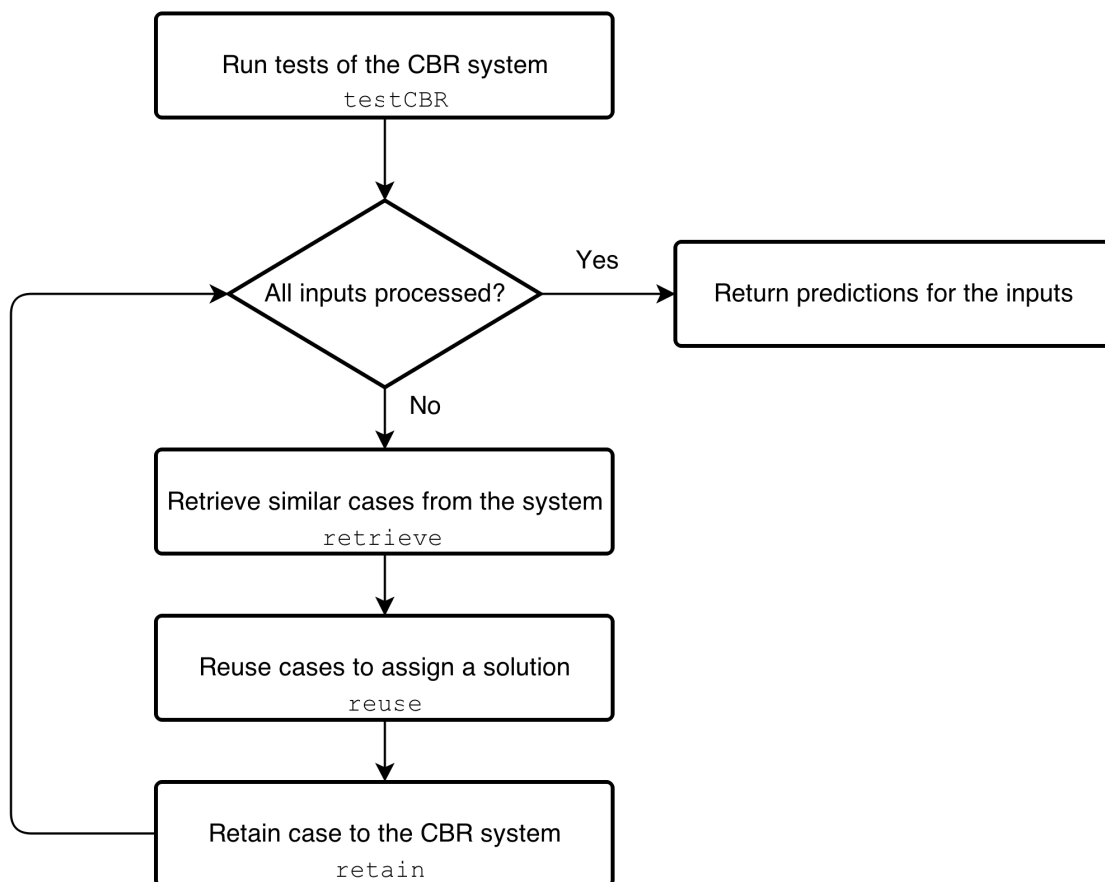 Run tests of the CBR system
testCBR
All inputs processed?
Yes
Return predictions for the inputs
No
Retrieve similar cases from the system
retrieve
Reuse cases to assign a solution
reuse
Retain case to the CBR system
retain